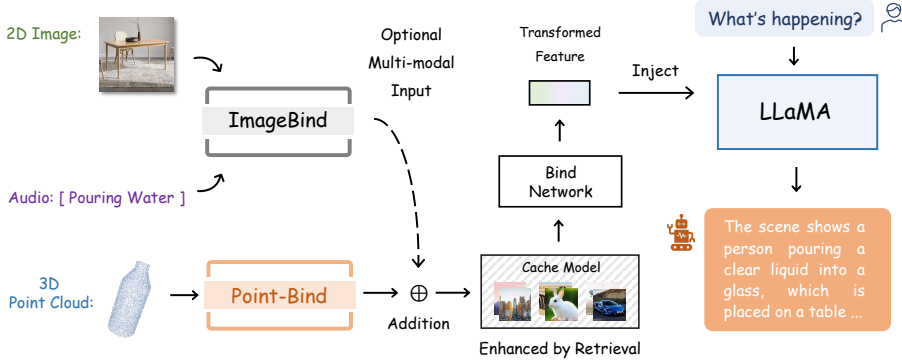 2D Image:
Audio: [ Pouring Water ]
3D
Point Cloud:
ImageBind
Point-Bind
Optional
Multi-modal
Input
Addition
Transformed
Feature
Bind
Network
Cache Model
Enhanced by Retrieval
Inject
What's happening?
LLaMA
The scene shows a
person pouring a
clear liquid into a
glass, which is
placed on a table ...